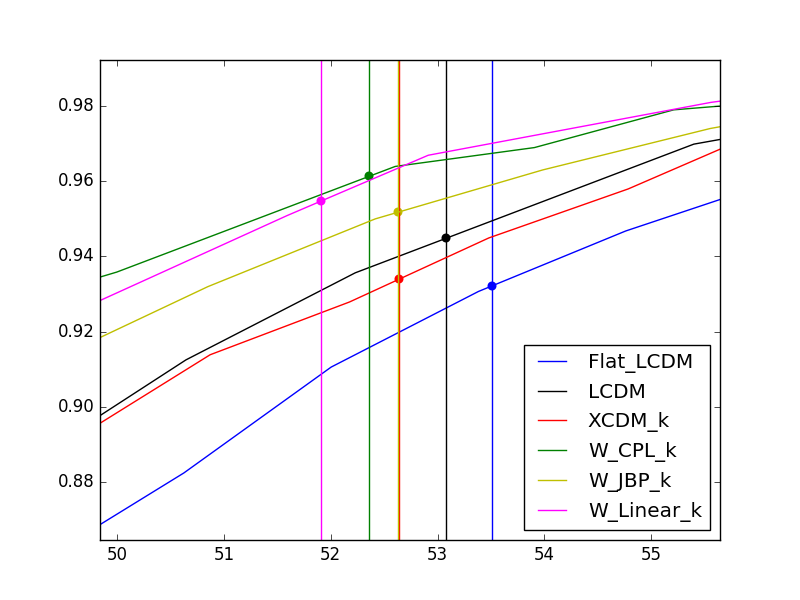 0.98
0.96
0.94
0.92
0.90
0.88
50 51 52 53 54 55
Flat_LCDM
LCDM
XCDM_k
W_CPL_k
W_JBP_k
W_Linear_k